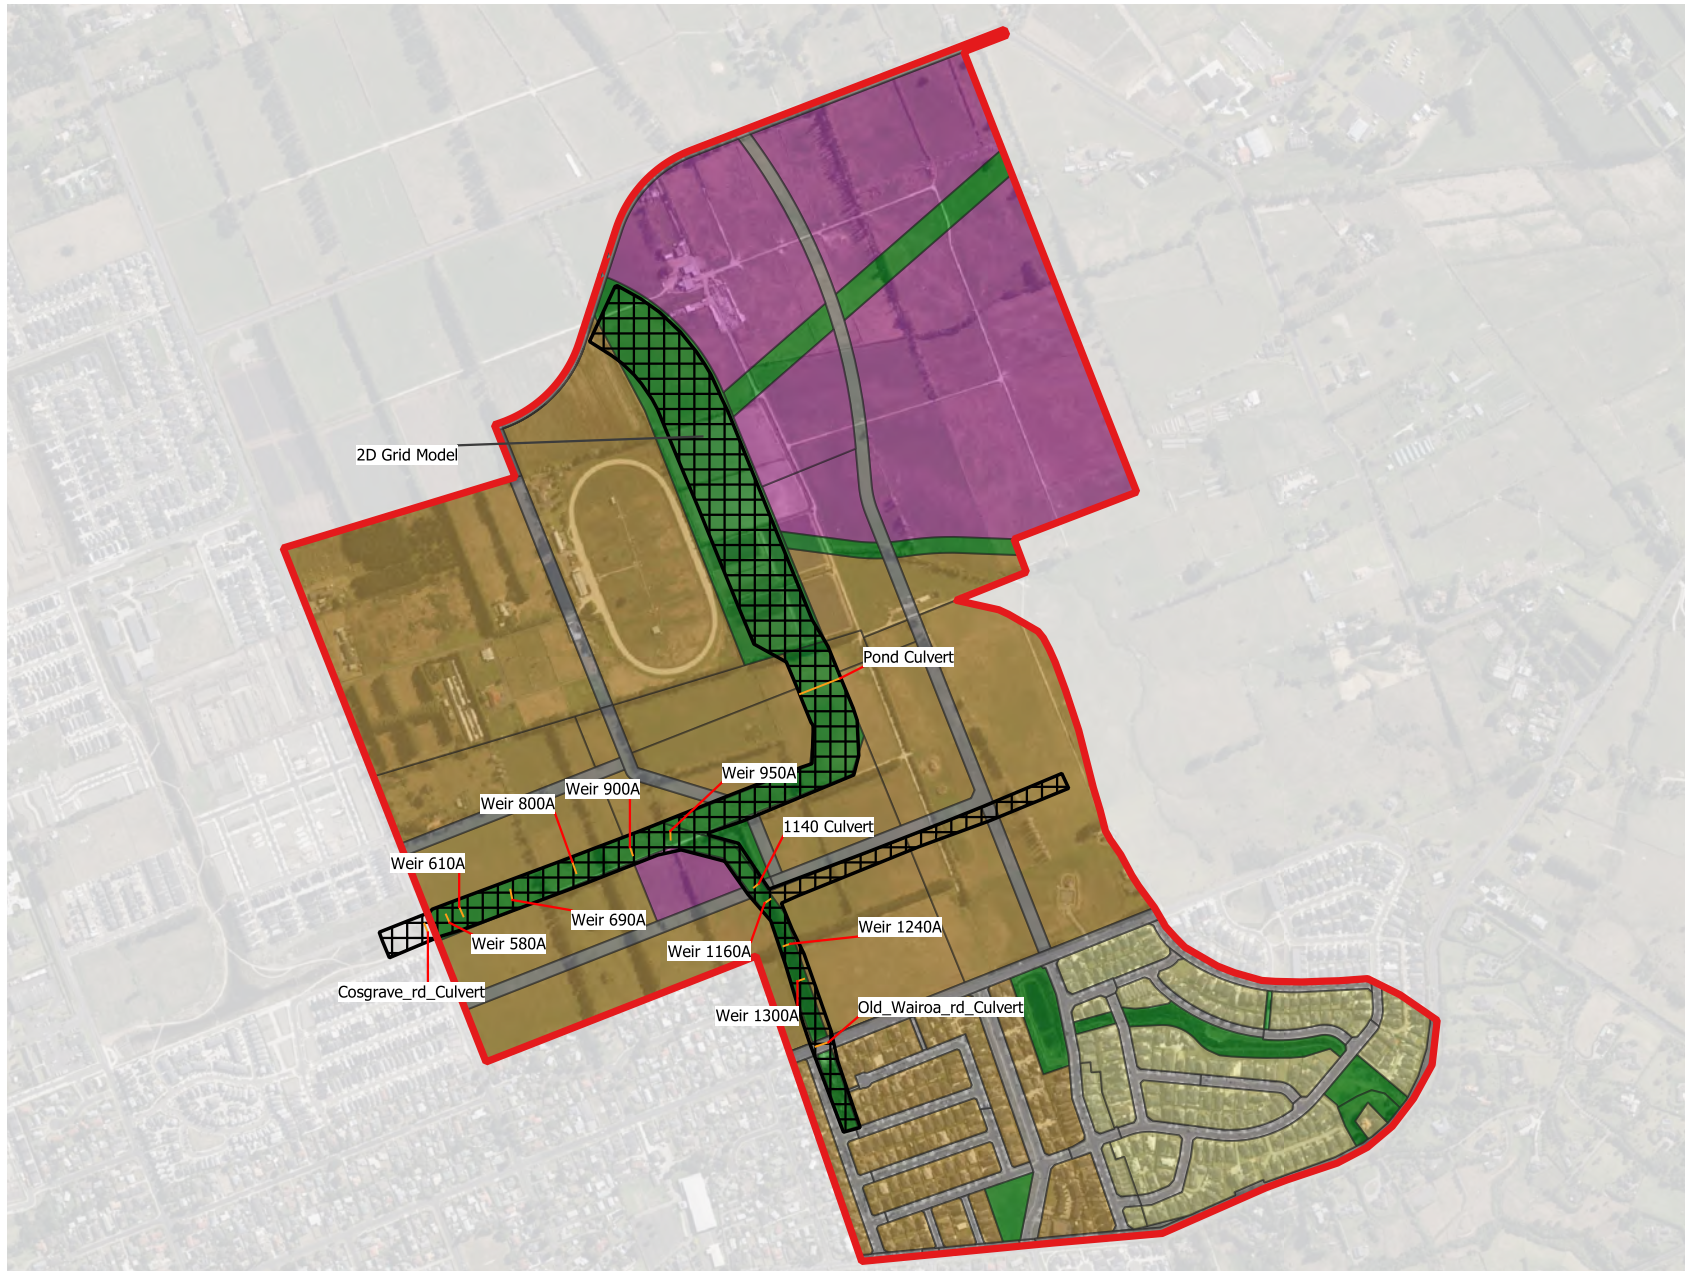 2D Grid Model
Pond Culvert
Weir 950A
Weir 900A
Weir 800A
1140 Culvert
Weir 610A
Weir 690A
Weir 1240A
Weir 580A
Weir 1160A
Cosgrave_rd_Culvert
Old_Wairoa_rd_Culvert
Weir 1300A